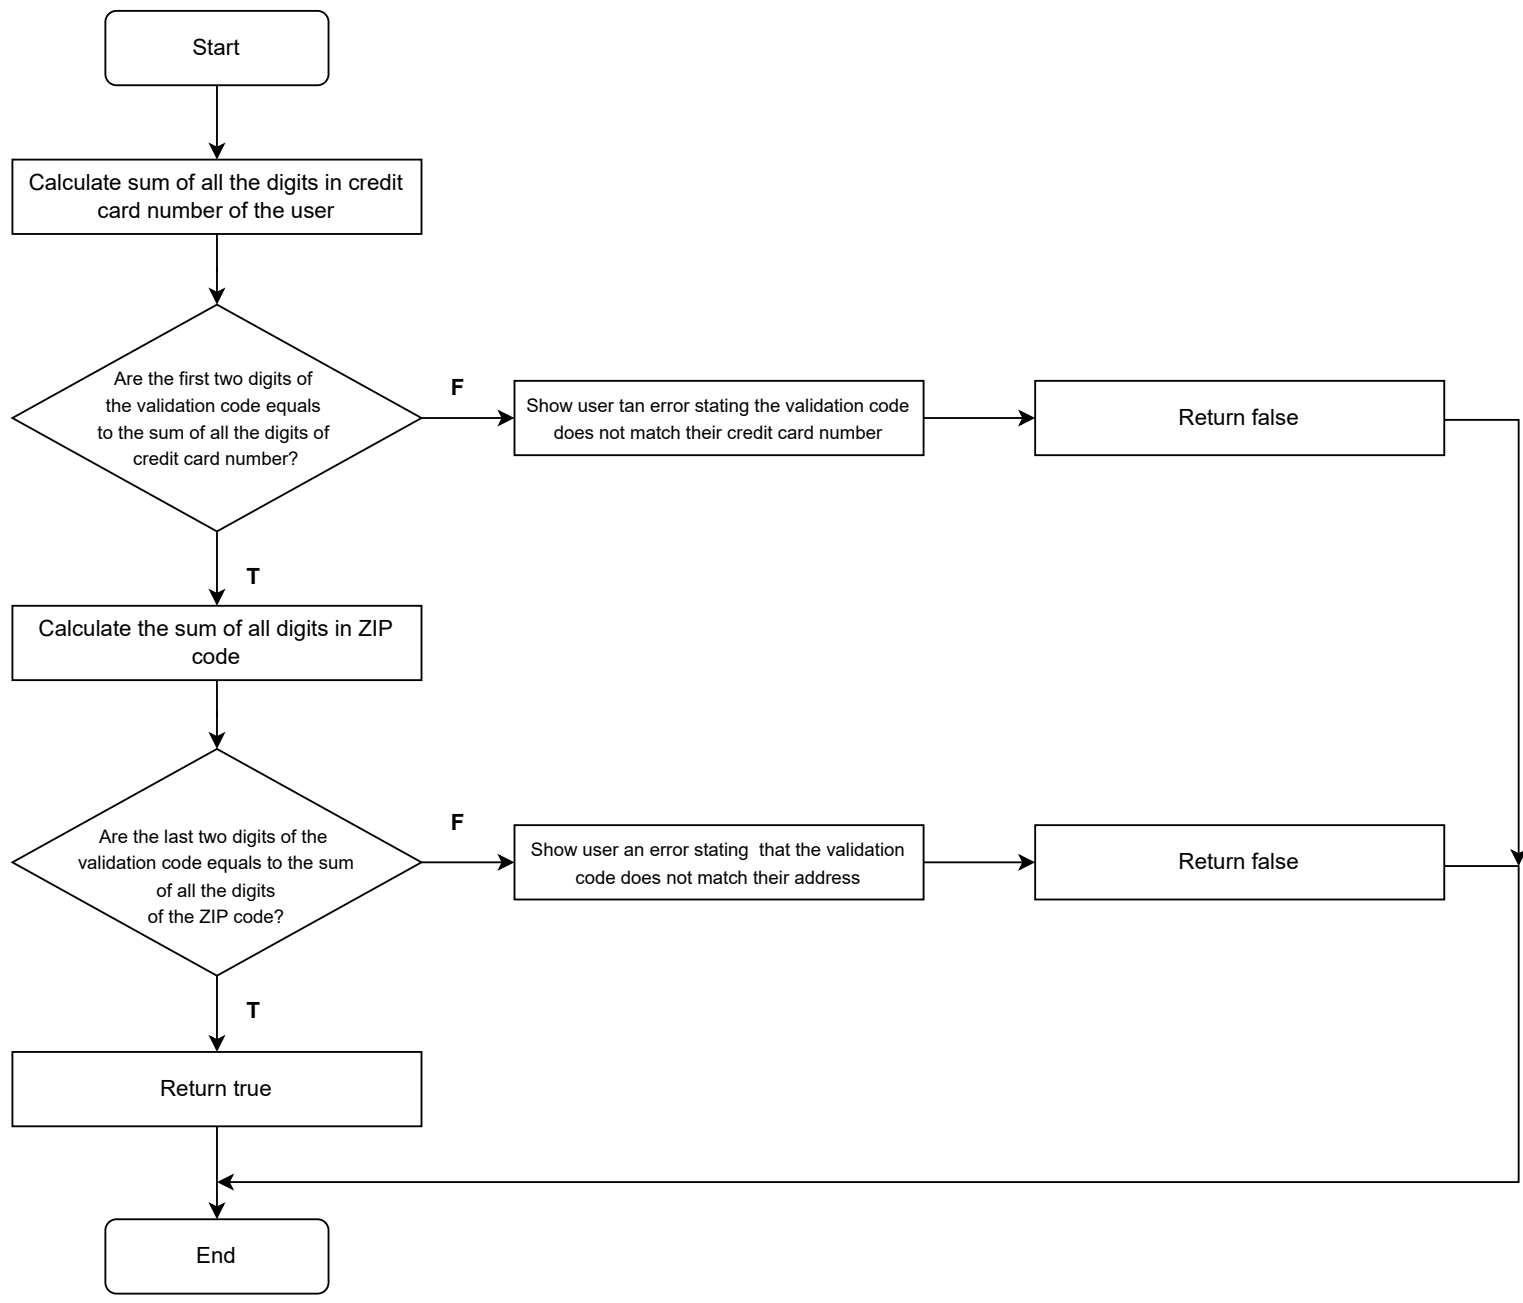 Start
Calculate sum of all the digits in credit
card number of the user
Are the first two digits of
the validation code equals
to the sum of all the digits of
credit card number?
F
Show user tan error stating the validation code
does not match their credit card number
Return false
T
Calculate the sum of all digits in ZIP
code
Are the last two digits of the
validation code equals to the sum
of all the digits
of the ZIP code?
F
Show user an error stating  that the validation
code does not match their address
Return false
T
Return true
End